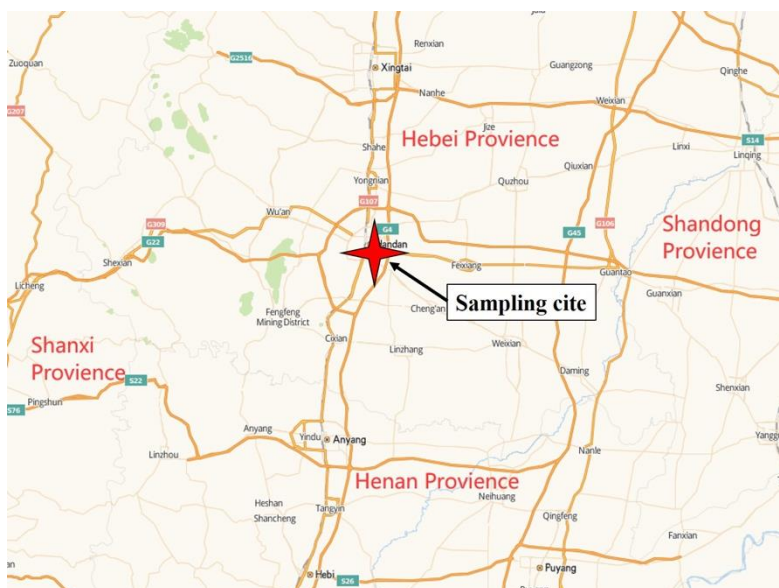 Renxian
Zuoquan
G2516
Xingtai
Guangzong
Qinghe
Nanhe
Weixian
G207
Hebei Provience
Jize
S14
Shahe
Linxi
Linqing
Qiuxian
Yongnian
Quzhou
G107
Wu'an
G309
G22
G4
G45
G106
Shandong
Provience
Handan
Shexian
Feixiang
Guantao
Licheng
Guanxian
Sampling cite
Fengfeng
Mining District
Cheng'an
Cixian
Linzhang
Weixian
Shanxi
Provience
S22
Daming
Shenxian
Pingshun
S76
Anyang
Yindu
Anyang
Linzhou
Nanle
Henan Provience
Heshan
Neihuang
Shancheng
Tangyin
Qingfeng
Fanxian
Hebi
S26
Puyang